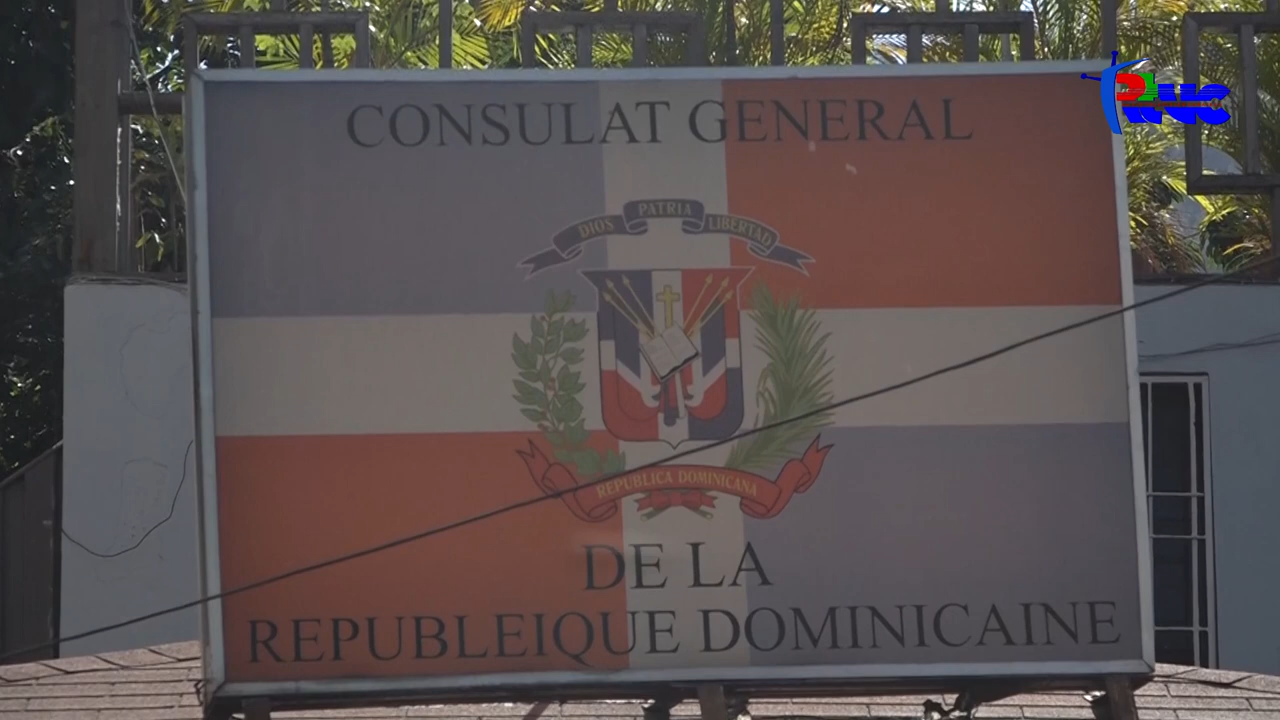 CONSULAT GENERAL
DIOS PATRIA LIBERTAD
REPUBLICA DOMINICANA
DE LA
REPUBLEIQUE DOMINICAINE